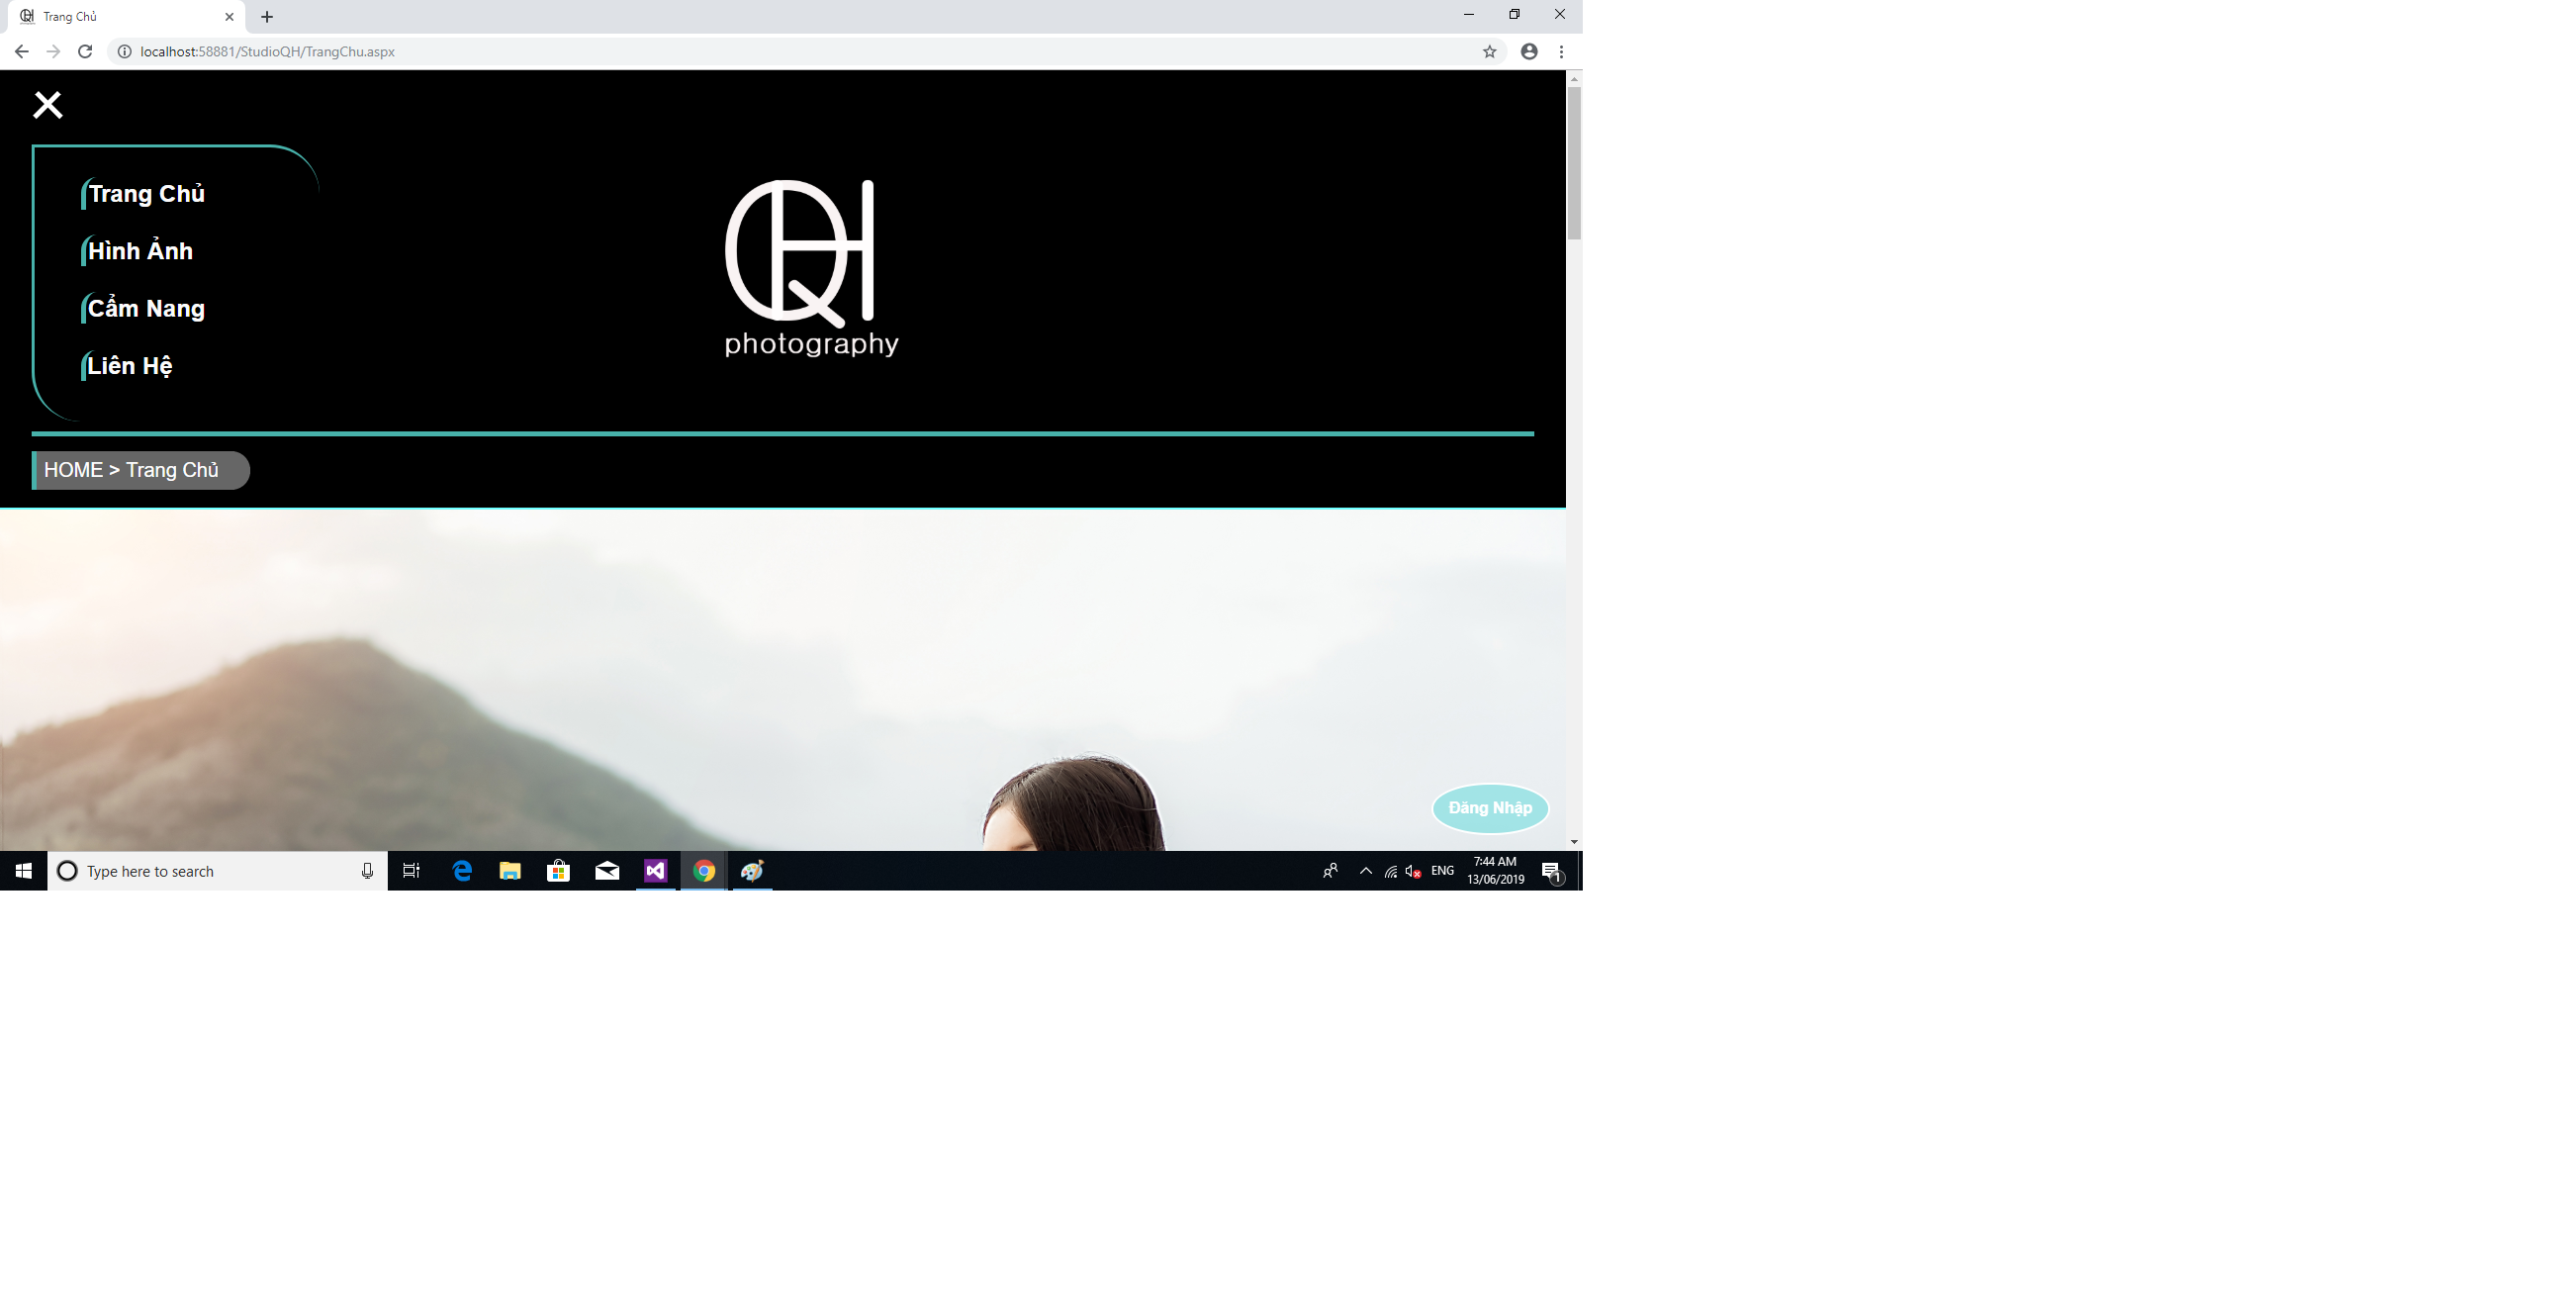 Trang Chủ
localhost:58881/StudioQH/TrangChu.aspx
Trang Chủ
Hình Ảnh
Cẩm Nang
Liên Hệ
QH
photography
HOME > Trang Chủ
Đăng Nhập
Type here to search
ENG
7:44 AM
13/06/2019
1